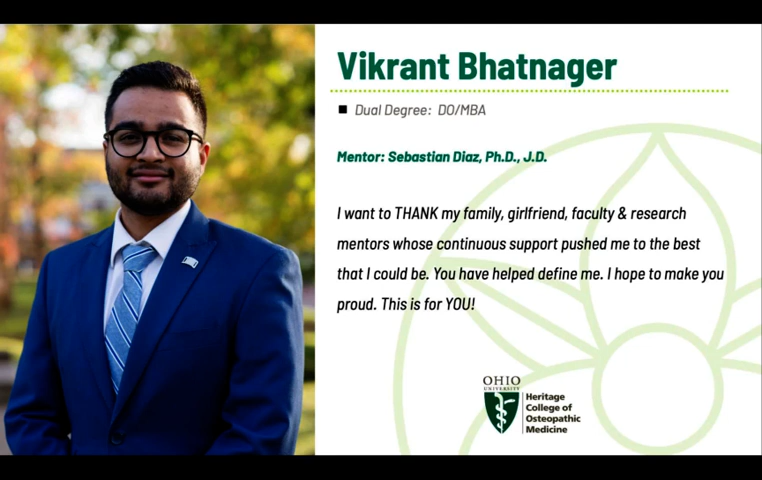 Vikrant Bhatnager
Dual Degree: DO/MBA
Mentor: Sebastian Diaz, Ph.D., J.D.
I want to THANK my family, girlfriend, faculty & research
mentors whose continuous support pushed me to the best
that I could be. You have helped define me. I hope to make you
proud. This is for YOU!
OHIO
UNIVERSITY
Heritage
College of
Osteopathic
Medicine